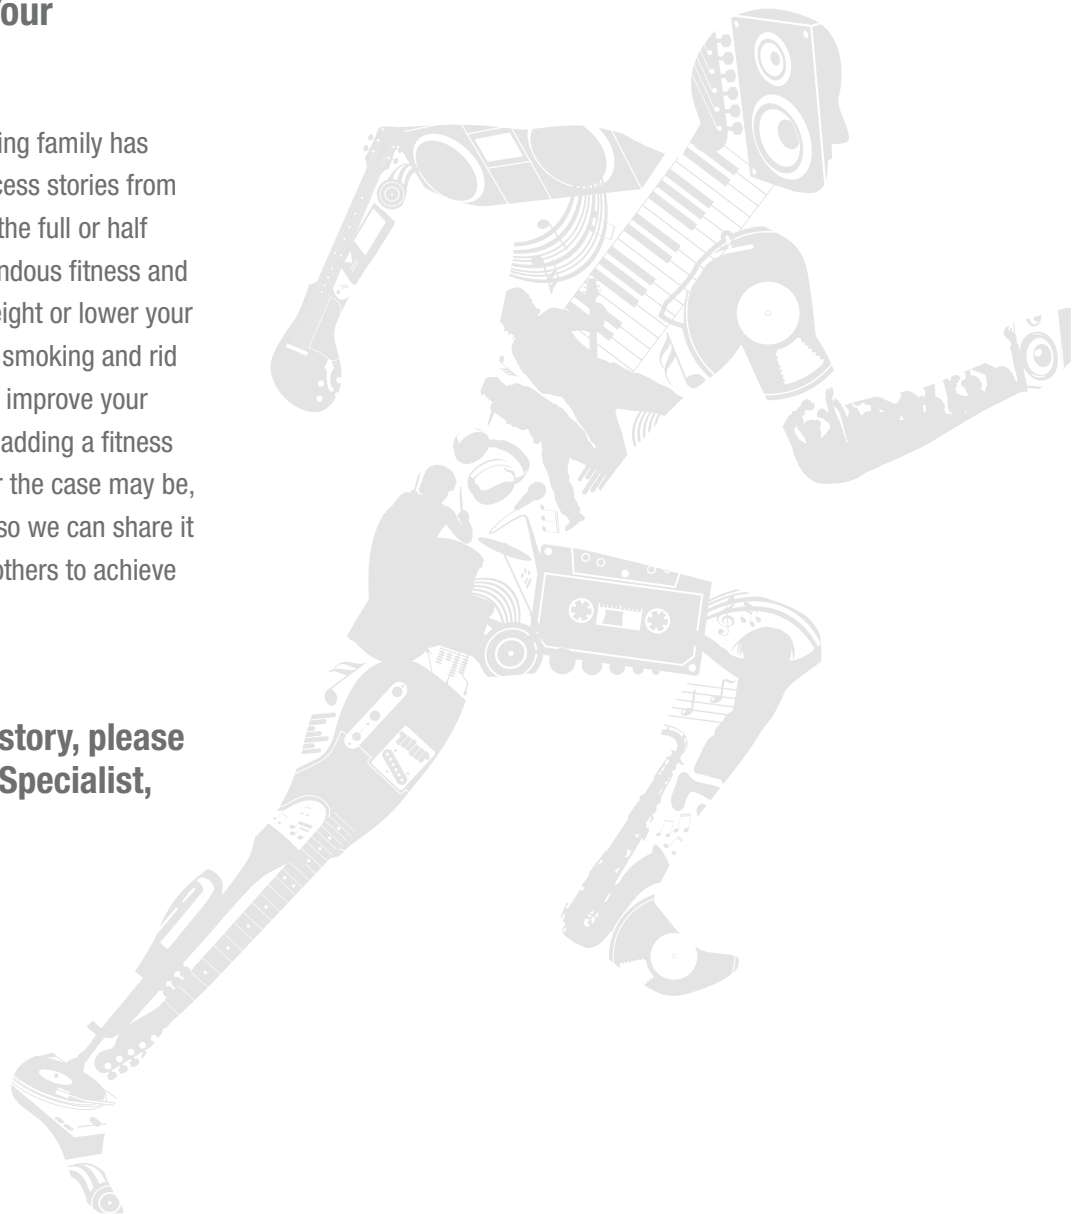 our
ing family has
cess stories from
the full or half
ndous fitness and
eight or lower your
smoking and rid
improve your
adding a fitness
r the case may be,
so we can share it
others to achieve
story, please
Specialist,